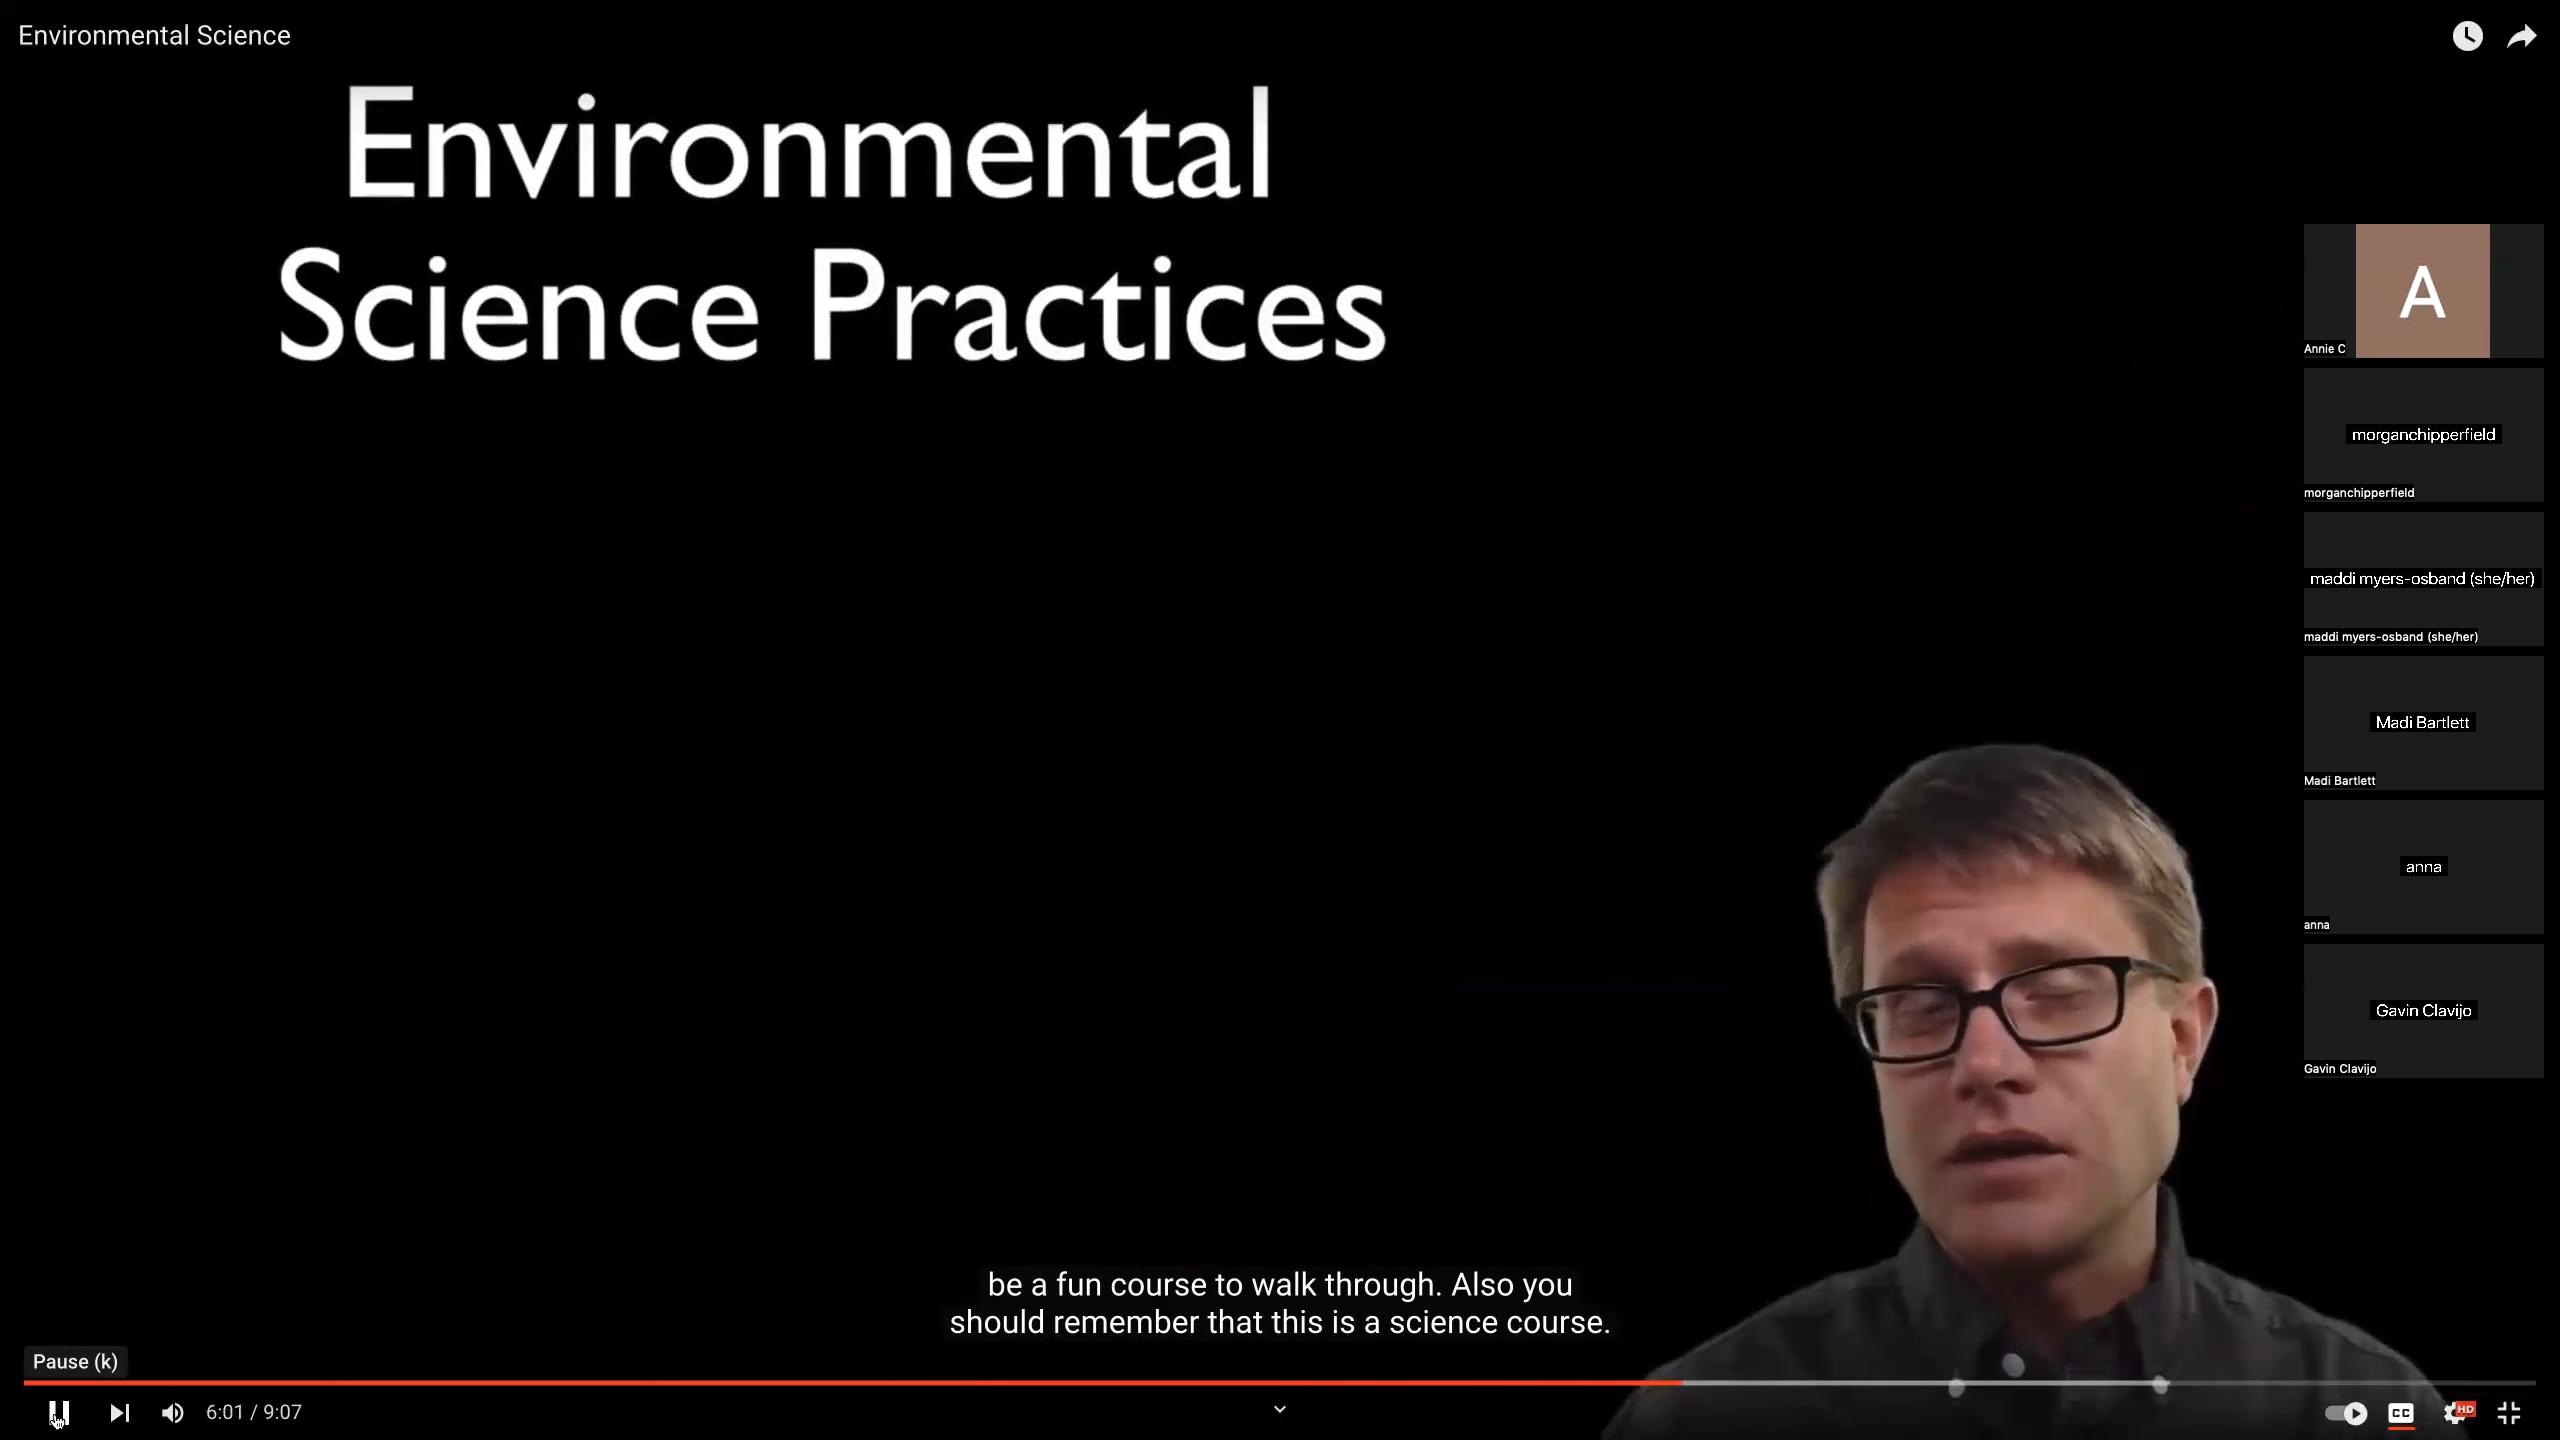 Environmental Science
Environmental
Science Practices
A
Annie C
morganchipperfield
morganchipperfield
maddi myers-osband (she/her)
maddi myers-osband (she/her)
Madi Bartlett
Madi Bartlett
anna
anna
Gavin Clavijo
Gavin Clavijo
be a fun course to walk through. Also you
should remember that this is a science course.
Pause (k)
6:01 / 9:07
CC
HD